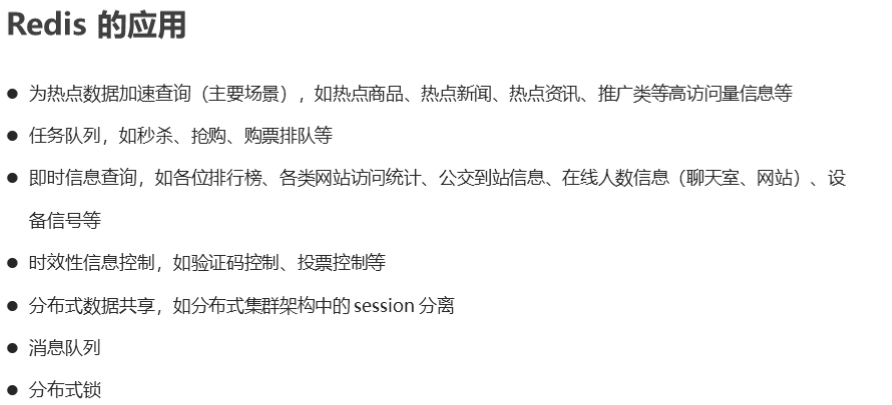 Redis 的应用
● 为热点数据加速查询（主要场景），如热点商品、热点新闻、热点资讯、推广类等高访问量信息等
● 任务队列，如秒杀、抢购、购票排队等
● 即时信息查询，如各位排行榜、各类网站访问统计、公交到站信息、在线人数信息（聊天室、网站）、设
备信号等
● 时效性信息控制，如验证码控制、投票控制等
● 分布式数据共享，如分布式集群架构中的 session 分离
● 消息队列
● 分布式锁